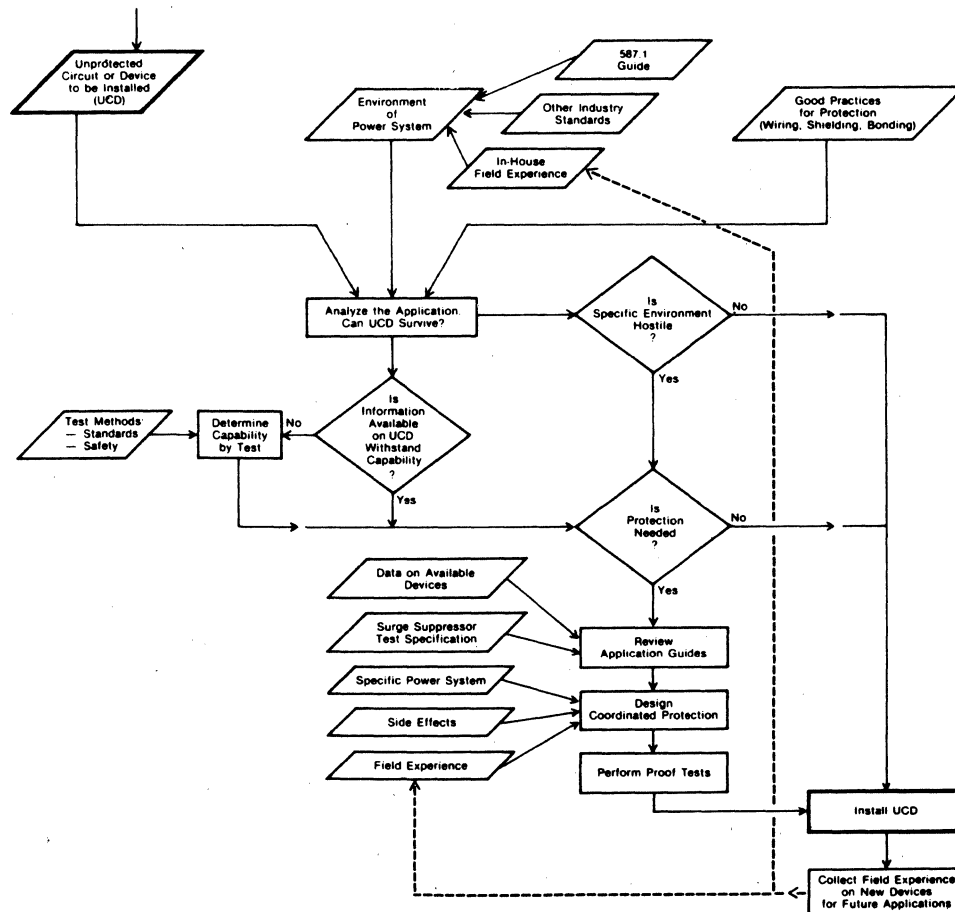 Unprotected
Circuit or Device
to be Installed
(UCD)
587.1
Guide
Environment
of
Power System
Other Industry
Standards
Good Practices
for Protection
(Wiring, Shielding, Bonding)
In-House
Field Experience
Analyze the Application.
Can UCD Survive?
Is
Specific Environment
Hostile
?
No
Yes
Is
Information
Available
on UCD
Withstand
Capability
?
No
Yes
Determine
Capability
by Test
Test Methods:
— Standards
— Safety
Is
Protection
Needed
?
No
Yes
Data on Available
Devices
Surge Suppressor
Test Specification
Review
Application Guides
Specific Power System
Side Effects
Design
Coordinated Protection
Field Experience
Perform Proof Tests
Install UCD
Collect Field Experience
on New Devices
for Future Applications